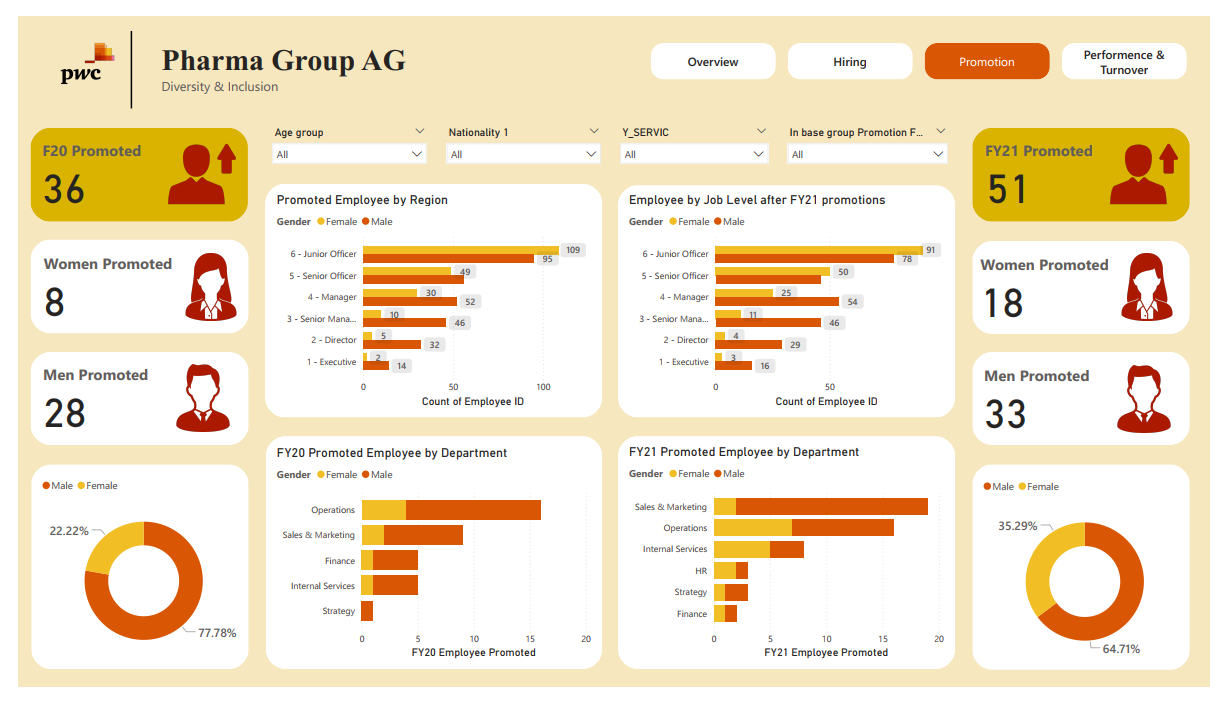 pwc
Pharma Group AG
Diversity & Inclusion
Overview
Hiring
Promotion
Performence &
Turnover
F20 Promoted
36
Women Promoted
8
Men Promoted
28
Male Female
22.22%
77.78%
Age group
All
Nationality 1
All
Y_SERVIC
All
In base group Promotion F...
All
Promoted Employee by Region
Gender Female Male
6 - Junior Officer 109
95
5 - Senior Officer 49
4 - Manager 30
52
3 - Senior Mana... 10
46
2 - Director 5
32
1 - Executive 2
14
0 50 100
Count of Employee ID
Employee by Job Level after FY21 promotions
Gender Female Male
6 - Junior Officer 91
78
5 - Senior Officer 50
4 - Manager 25
54
3 - Senior Mana... 11
46
2 - Director 4
29
1 - Executive 3
16
0 50
Count of Employee ID
FY20 Promoted Employee by Department
Gender Female Male
Operations
Sales & Marketing
Finance
Internal Services
Strategy
0 5 10 15 20
FY20 Employee Promoted
FY21 Promoted Employee by Department
Gender Female Male
Sales & Marketing
Operations
Internal Services
HR
Strategy
Finance
0 5 10 15 20
FY21 Employee Promoted
FY21 Promoted
51
Women Promoted
18
Men Promoted
33
Male Female
35.29%
64.71%